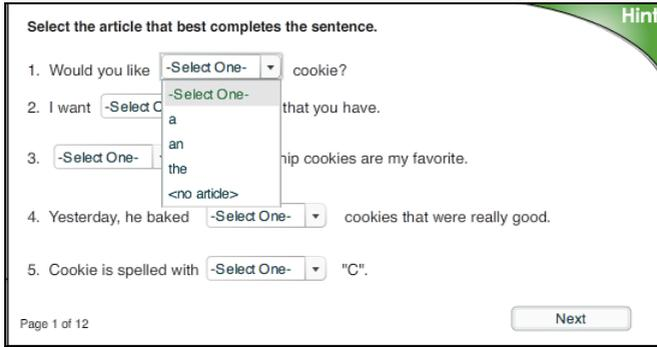 Hint
Select the article that best completes the sentence.
1. Would you like -Select One- cookie?
-Select One-
2. I want -Select that you have.
a
an
3. -Select One- cookies are my favorite.
the
<no article>
4. Yesterday, he baked -Select One- cookies that were really good.
5. Cookie is spelled with -Select One- "C".
Page 1 of 12 Next